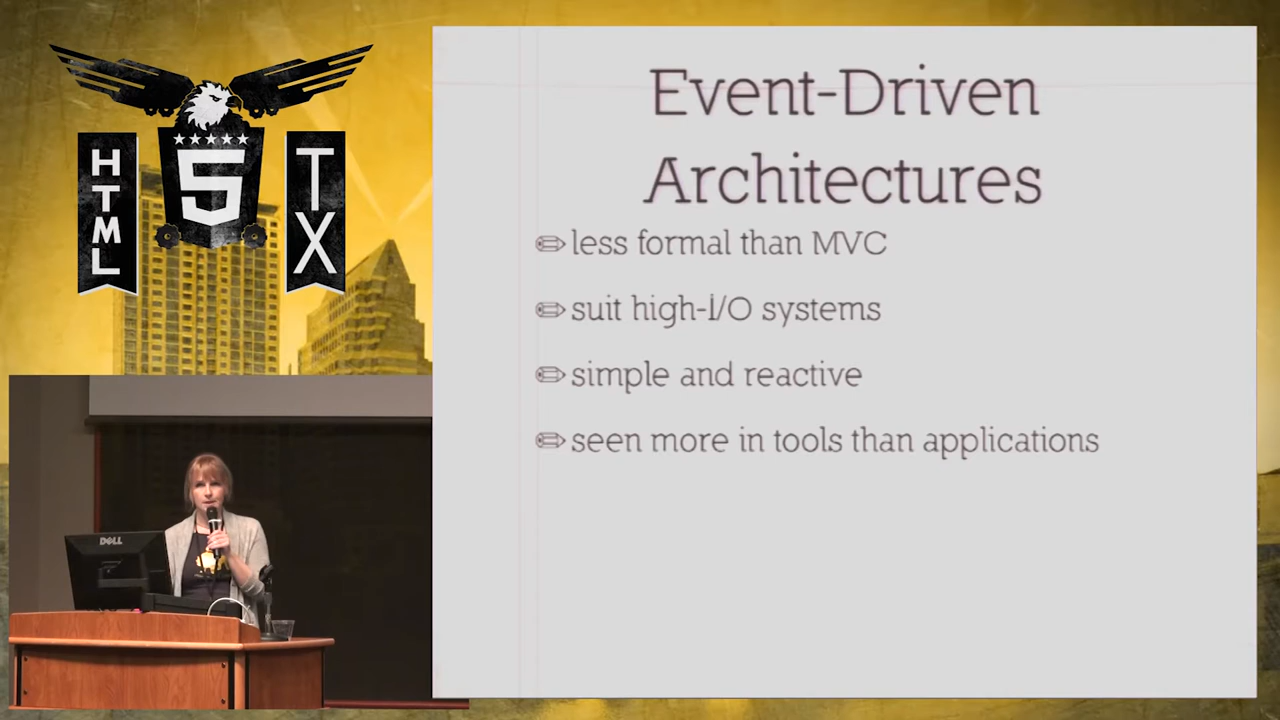 HTML
5
TX
Event-Driven
Architectures
less formal than MVC
suit high-I/O systems
simple and reactive
seen more in tools than applications
DELL